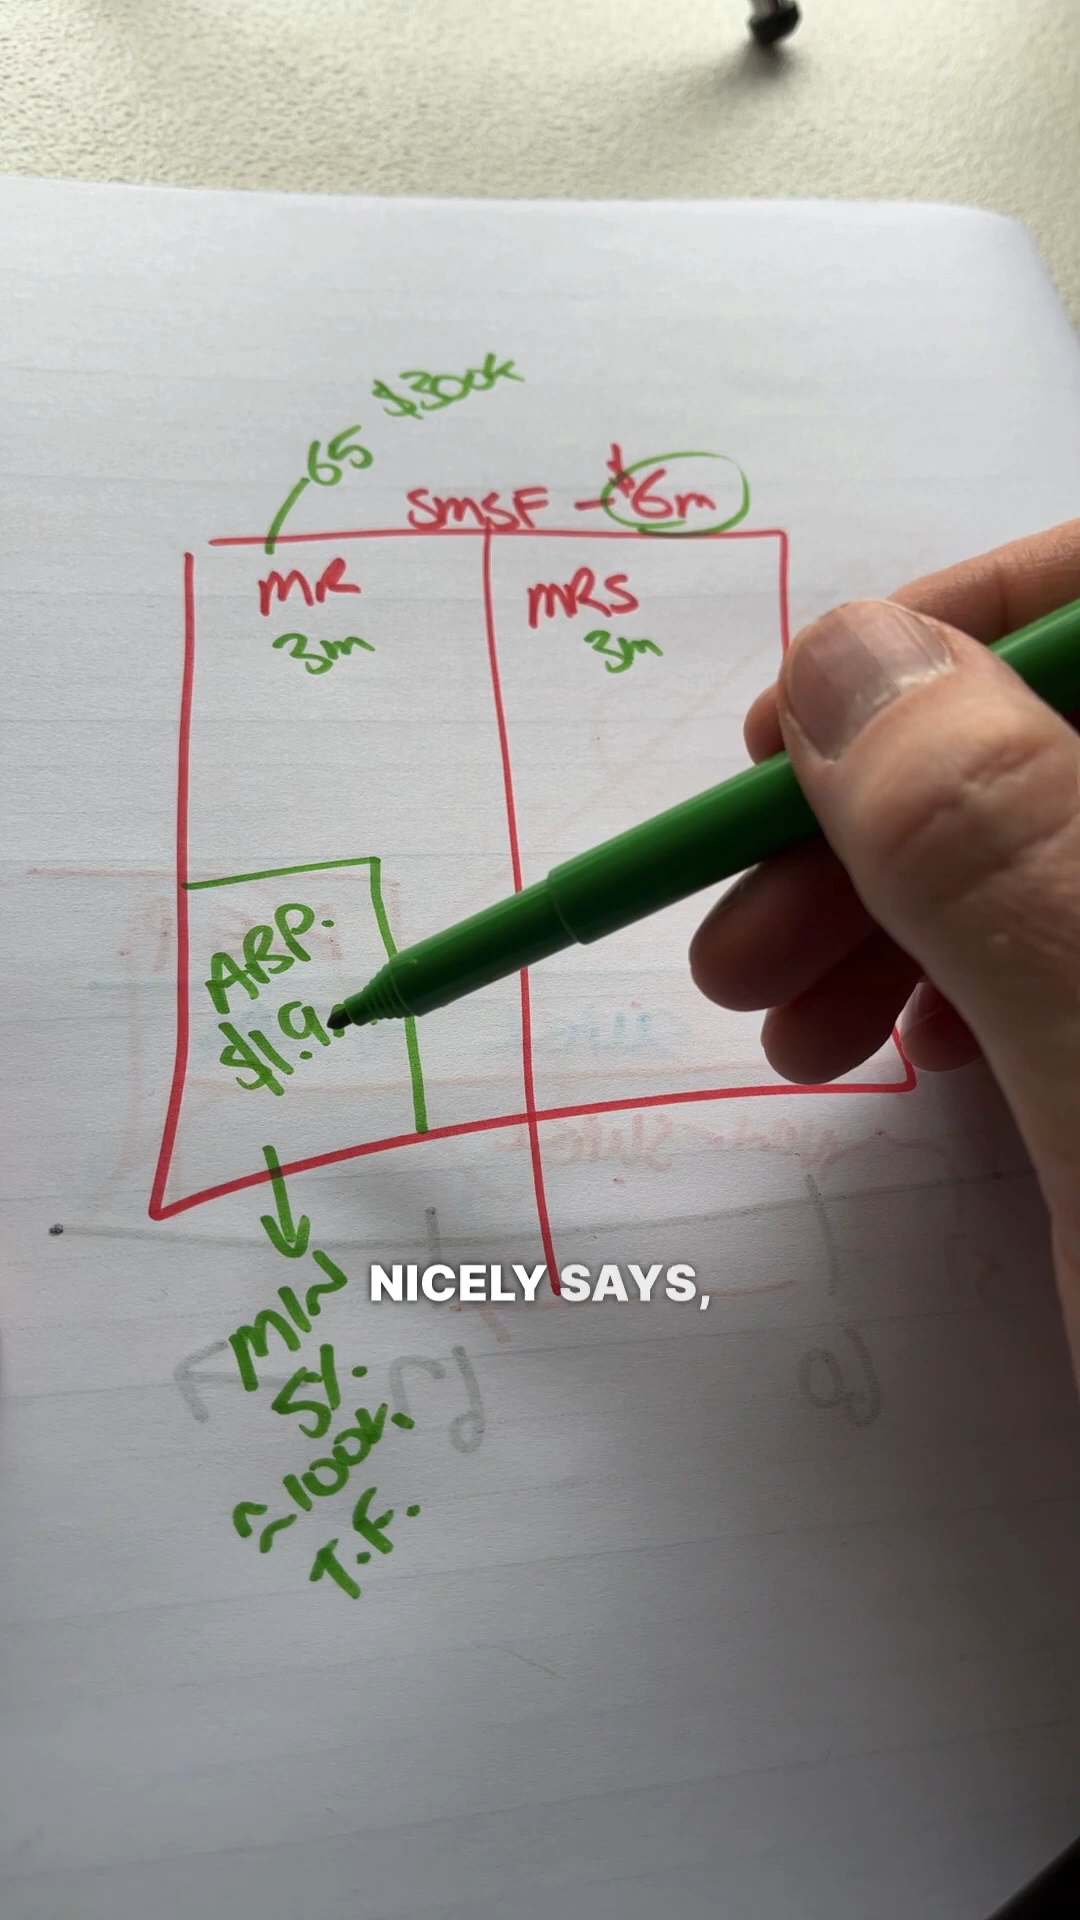 $300k
65
SMSF - $6m
MR
MRS
3m
3m
ABP.
$1.9
MIN
5%.
≈100k.
T.F.
NICELY SAYS,